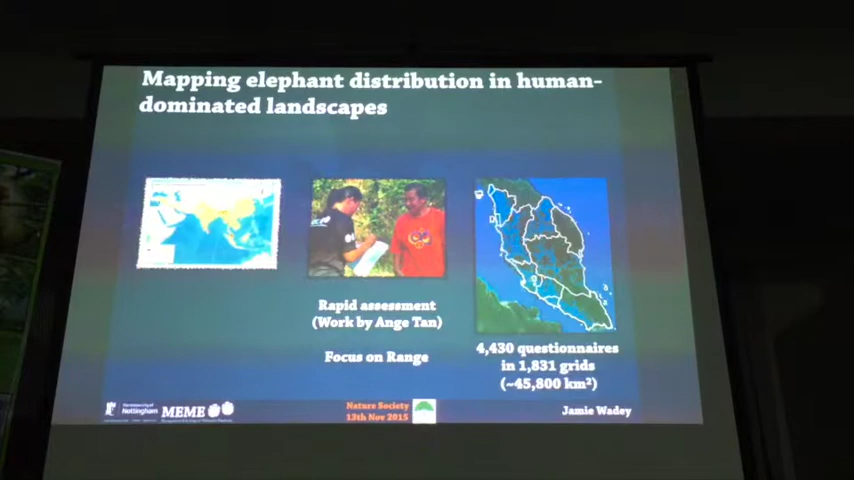 Mapping elephant distribution in human-
dominated landscapes
Rapid assessment
(Work by Ange Tan)
Focus on Range
4,430 questionnaires
in 1,831 grids
(~45,800 km²)
Nottingham
MEME
Nature Society
13th Nov 2015
Jamie Wadey